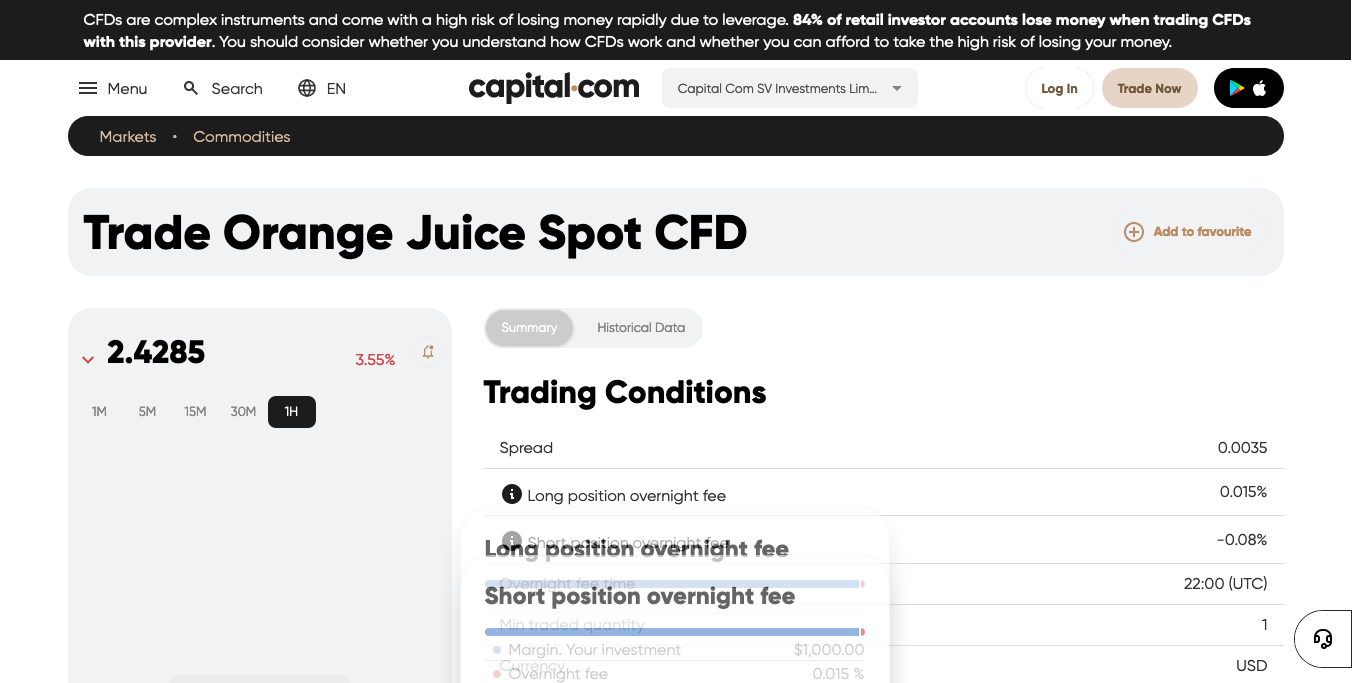 CFDs are complex instruments and come with a high risk of losing money rapidly due to leverage. 84% of retail investor accounts lose money when trading CFDs
with this provider. You should consider whether you understand how CFDs work and whether you can afford to take the high risk of losing your money.
Menu Search EN capital.com Capital Com SV Investments Lim... Log In Trade Now
Markets • Commodities
Trade Orange Juice Spot CFD
Add to favourite
2.4285 3.55%
1M 5M 15M 30M 1H
Summary Historical Data
Trading Conditions
Spread 0.0035
Long position overnight fee 0.015%
Short position overnight fee -0.08%
Long position overnight fee
Overnight fee time 22:00 (UTC)
Short position overnight fee
Min traded quantity 1
Margin. Your investment $1,000.00
Currency USD
Overnight fee 0.015 %